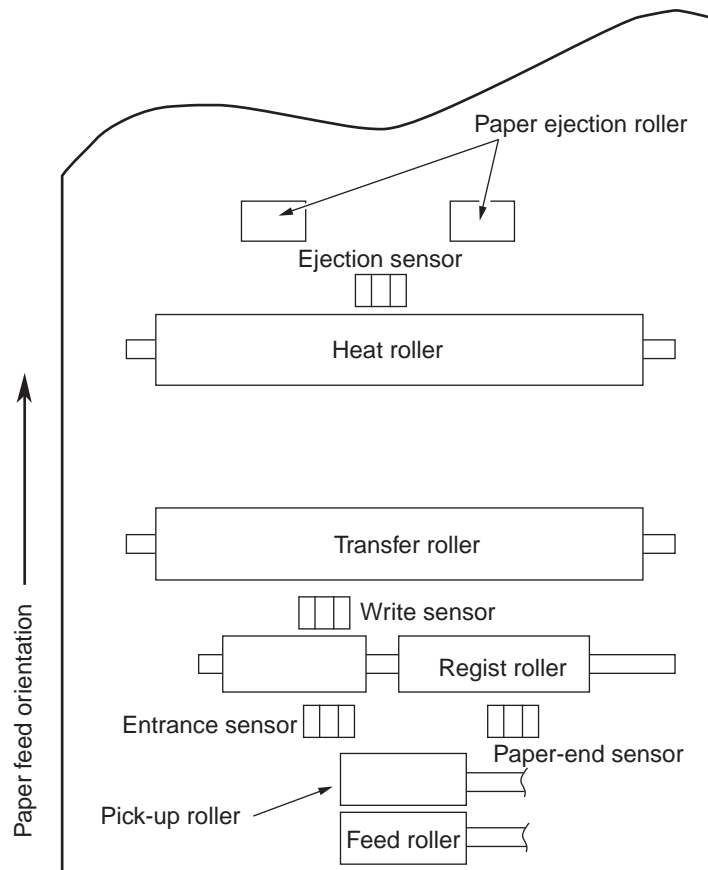 Paper ejection roller
Ejection sensor
Heat roller
Transfer roller
Write sensor
Regist roller
Entrance sensor
Paper-end sensor
Pick-up roller
Feed roller
Paper feed orientation